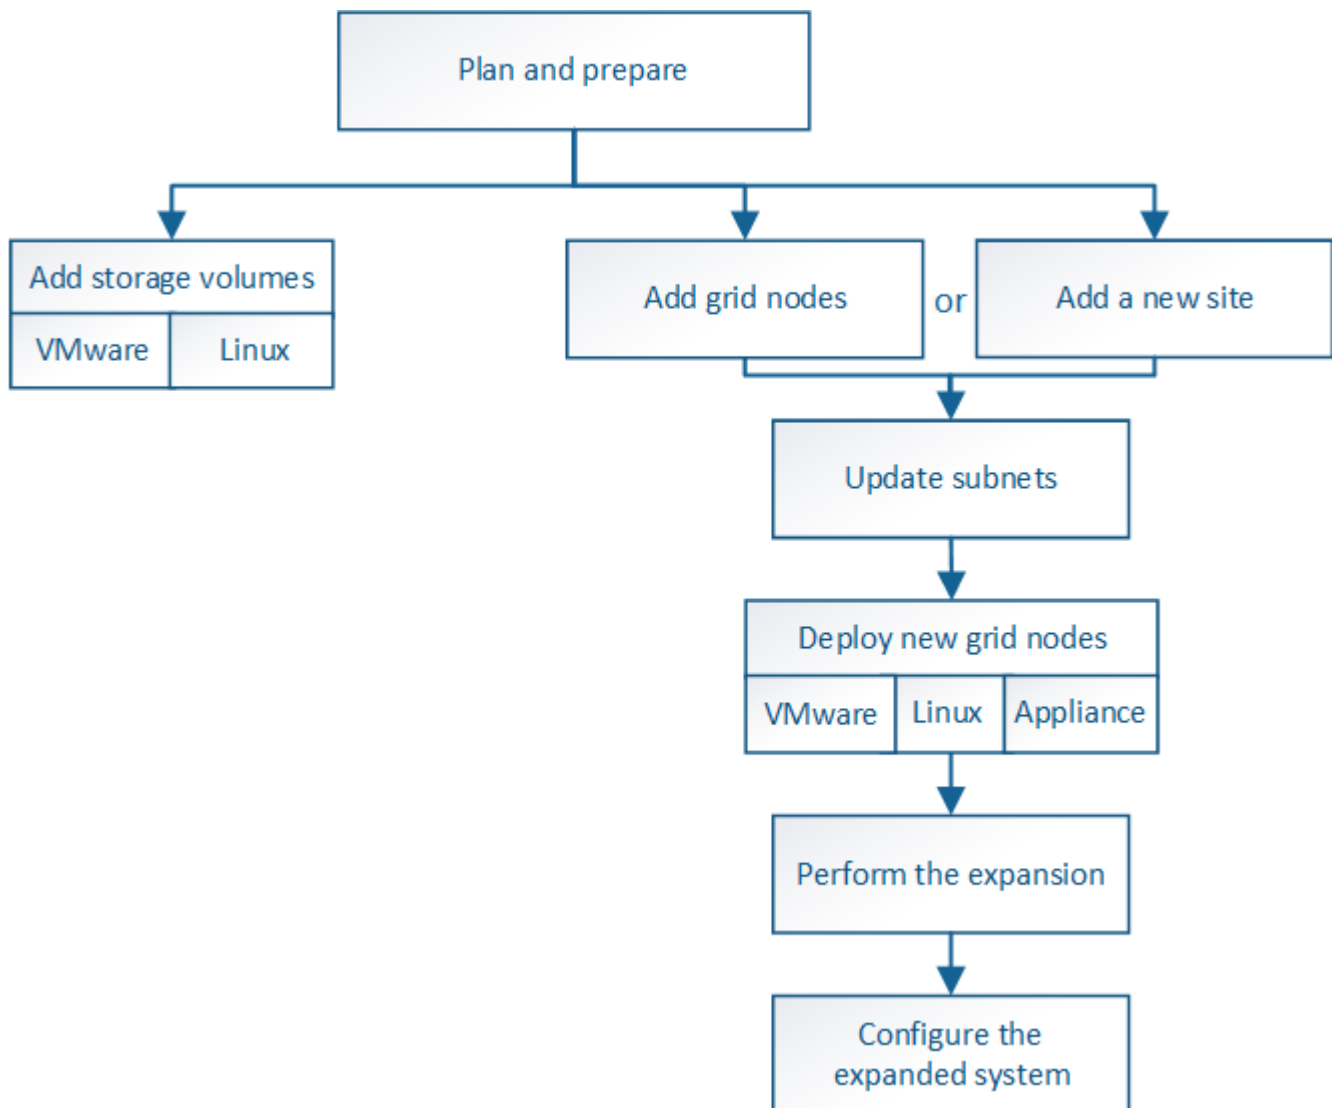 Plan and prepare
Add storage volumes
VMware
Linux
Add grid nodes
or
Add a new site
Update subnets
Deploy new grid nodes
VMware
Linux
Appliance
Perform the expansion
Configure the
expanded system